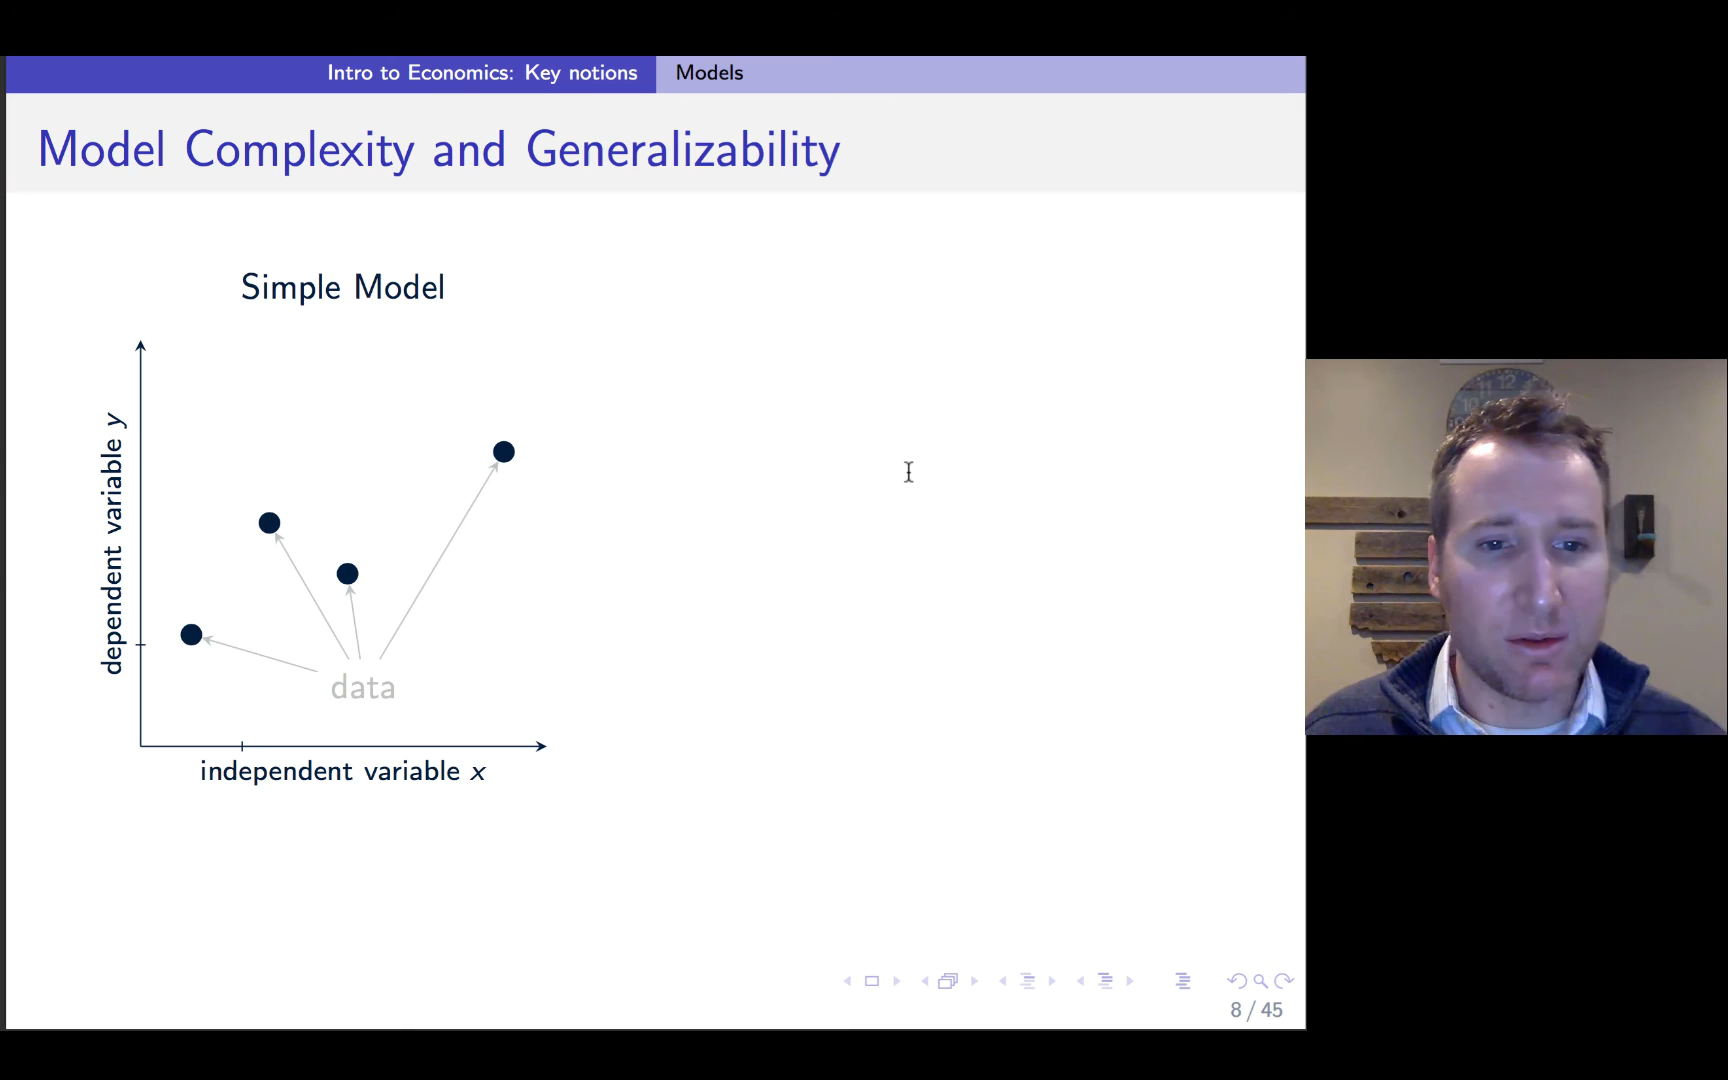 Intro to Economics: Key notions Models
Model Complexity and Generalizability
Simple Model
dependent variable y
data
independent variable x
8 / 45